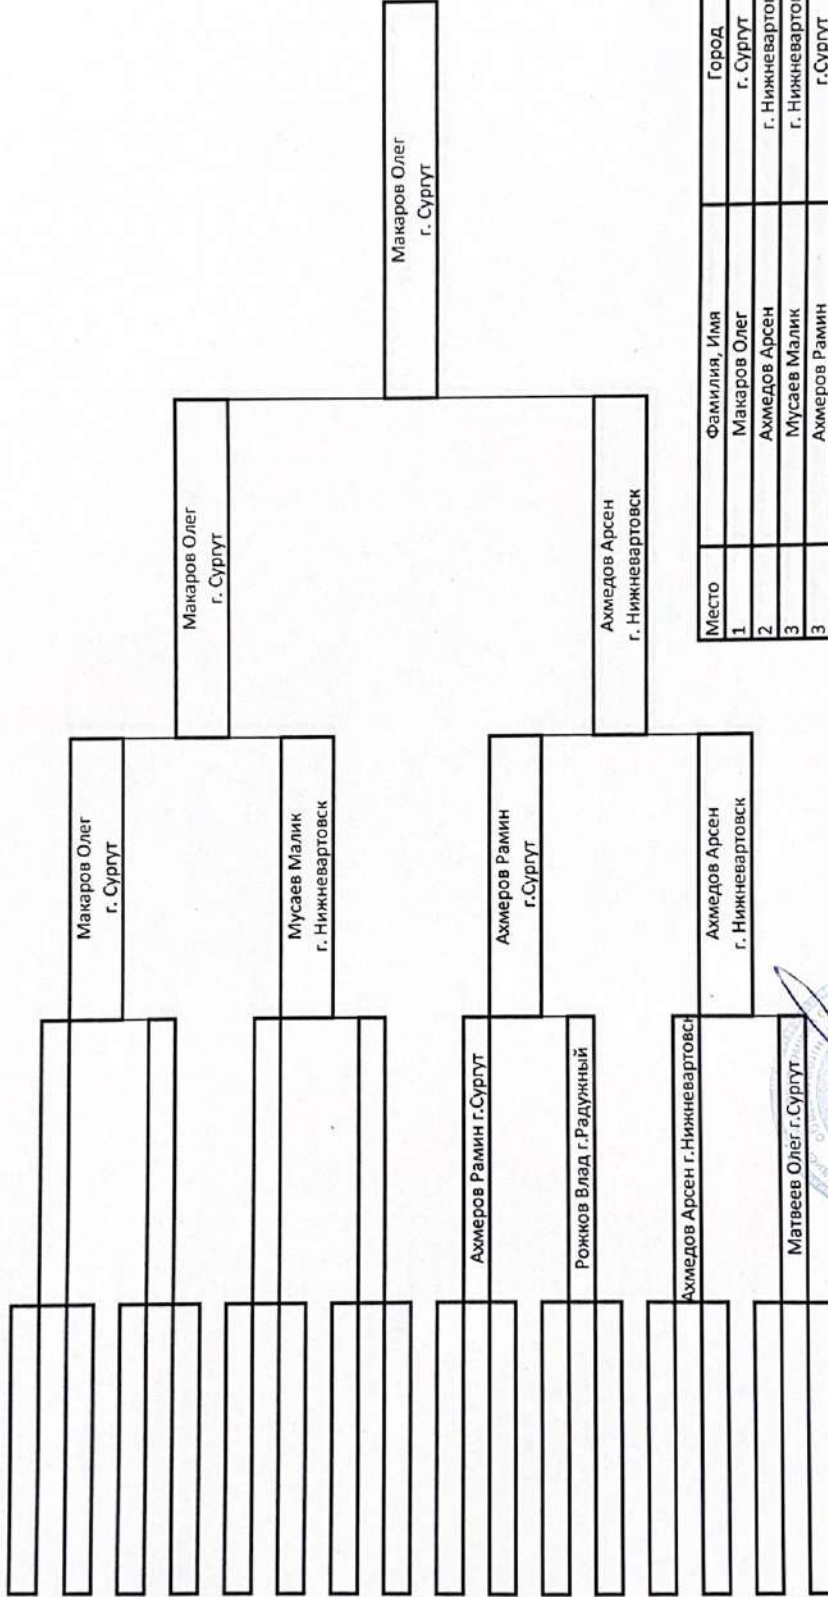 Макаров Олег
г. Сургут
Макаров Олег
г. Сургут
Ахмедов Арсен
г. Нижневартовск
Макаров Олег
г. Сургут
Мусаев Малик
г. Нижневартовск
Ахмеров Рамин
г.Сургут
Ахмедов Арсен
г. Нижневартовск
Ахмеров Рамин г.Сургут
Рожков Влад г.Радужный
Ахмедов Арсен г.Нижневартовск
Матвеев Олег г.Сургут
Место Фамилия, Имя Город
1 Макаров Олег г. Сургут
2 Ахмедов Арсен г. Нижневартов
3 Мусаев Малик г. Нижневартов
3 Ахмеров Рамин г.Сургут